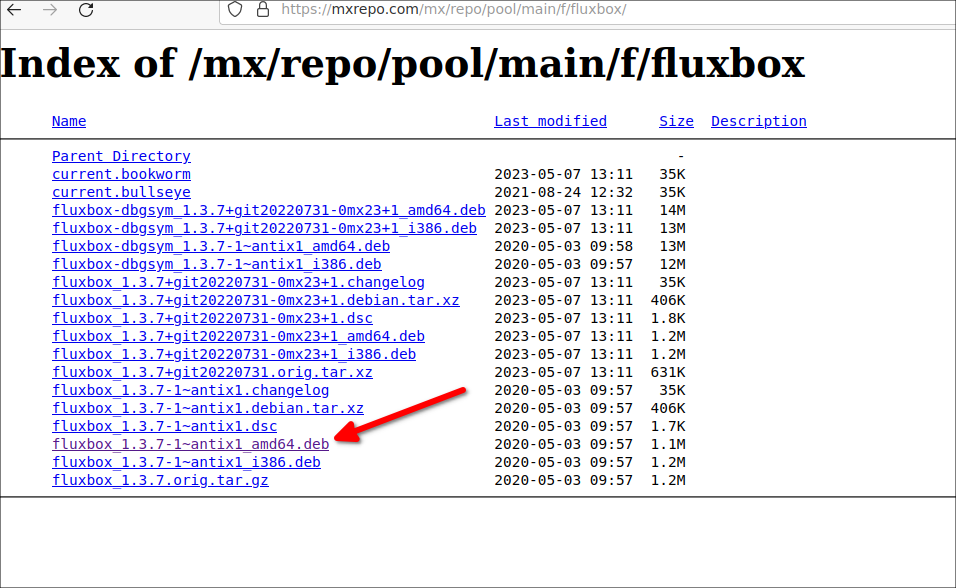 https://mxrepo.com/mx/repo/pool/main/f/fluxbox/
Index of /mx/repo/pool/main/f/fluxbox
Name Last modified Size Description
Parent Directory -
current.bookworm 2023-05-07 13:11 35K
current.bullseye 2021-08-24 12:32 35K
fluxbox-dbgsym_1.3.7+git20220731-0mx23+1_amd64.deb 2023-05-07 13:11 14M
fluxbox-dbgsym_1.3.7+git20220731-0mx23+1_i386.deb 2023-05-07 13:11 13M
fluxbox-dbgsym_1.3.7-1~antix1_amd64.deb 2020-05-03 09:58 13M
fluxbox-dbgsym_1.3.7-1~antix1_i386.deb 2020-05-03 09:57 12M
fluxbox_1.3.7+git20220731-0mx23+1.changelog 2023-05-07 13:11 35K
fluxbox_1.3.7+git20220731-0mx23+1.debian.tar.xz 2023-05-07 13:11 406K
fluxbox_1.3.7+git20220731-0mx23+1.dsc 2023-05-07 13:11 1.8K
fluxbox_1.3.7+git20220731-0mx23+1_amd64.deb 2023-05-07 13:11 1.2M
fluxbox_1.3.7+git20220731-0mx23+1_i386.deb 2023-05-07 13:11 1.2M
fluxbox_1.3.7+git20220731.orig.tar.xz 2023-05-07 13:11 631K
fluxbox_1.3.7-1~antix1.changelog 2020-05-03 09:57 35K
fluxbox_1.3.7-1~antix1.debian.tar.xz 2020-05-03 09:57 406K
fluxbox_1.3.7-1~antix1.dsc 2020-05-03 09:57 1.7K
fluxbox_1.3.7-1~antix1_amd64.deb 2020-05-03 09:57 1.1M
fluxbox_1.3.7-1~antix1_i386.deb 2020-05-03 09:57 1.2M
fluxbox_1.3.7.orig.tar.gz 2020-05-03 09:57 1.2M